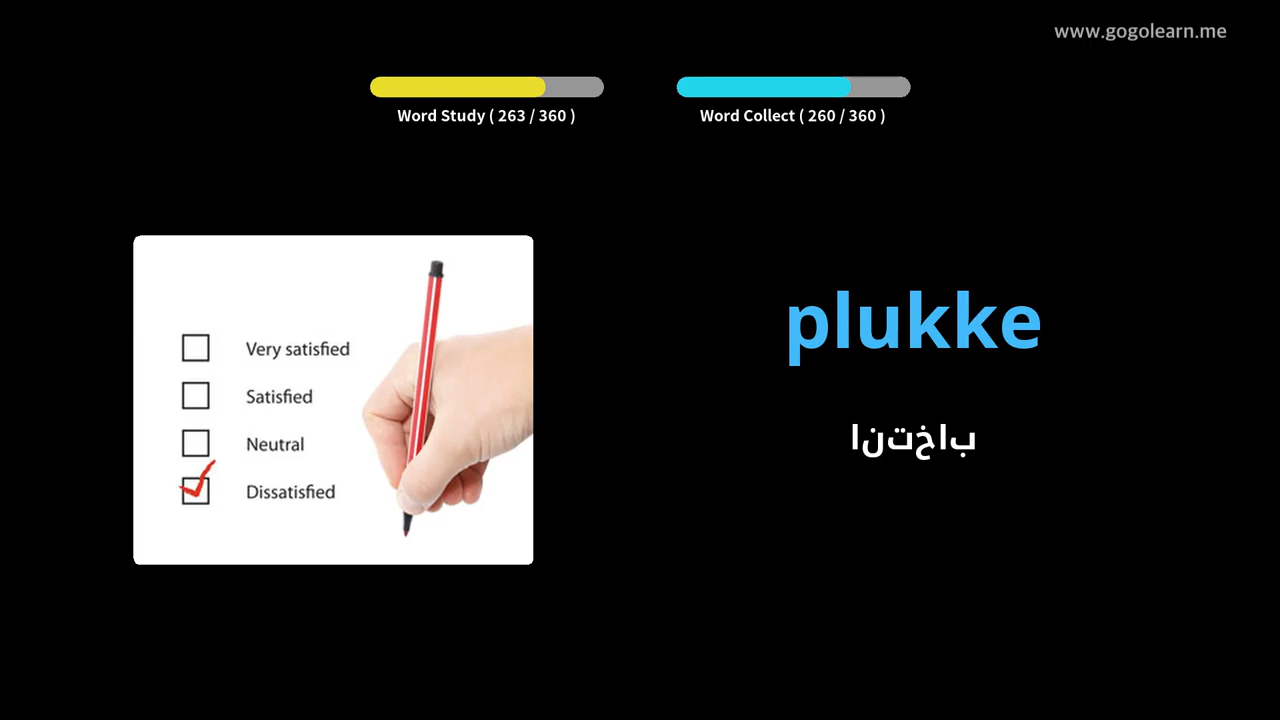 www.gogolearn.me
Word Study ( 263 / 360 )
Word Collect ( 260 / 360 )
Very satisfied
Satisfied
Neutral
Dissatisfied
plukke
انتخاب